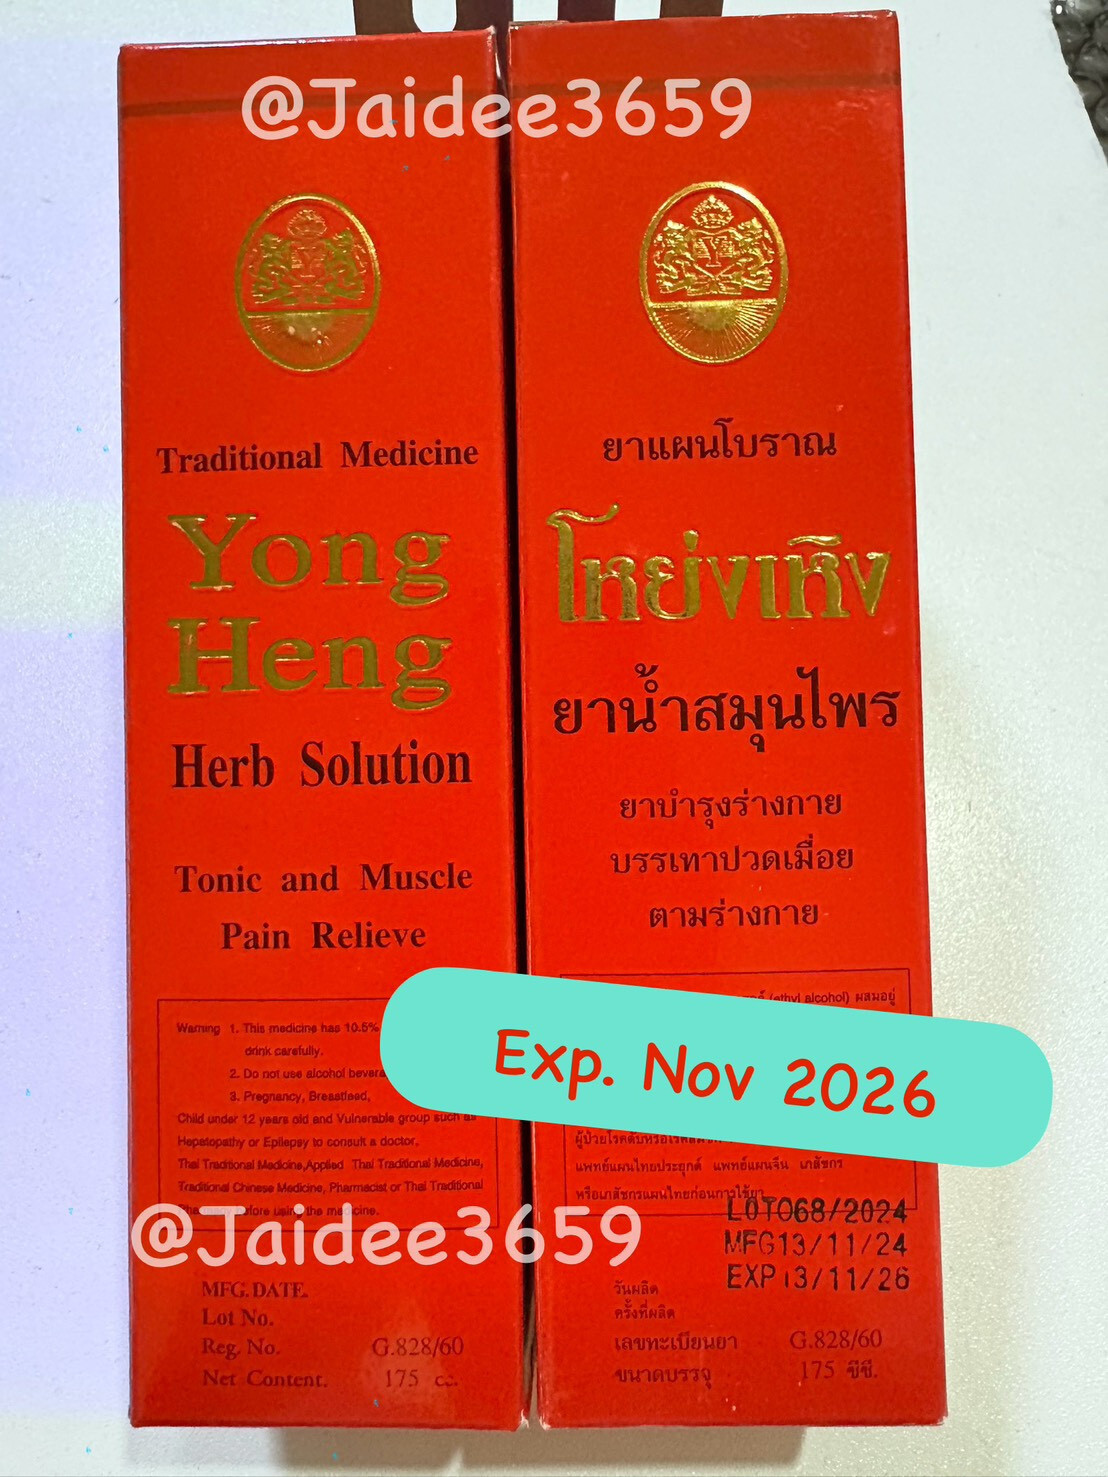 @Jaidee3659
Traditional Medicine
Yong
Heng
Herb Solution
Tonic and Muscle
Pain Relieve
Warning 1. This medicine has 10.5%
drink carefully.
2. Do not use alcohol
3. Pregnancy, Breastfeed,
Child under 12 years old and Vulnerable group such as
Hepatopathy or Epilepsy to consult a doctor,
Thai Traditional Medicine,Applied Thai Traditional Medicine,
Traditional Chinese Medicine, Pharmacist or Thai Traditional
before using the medicine.
@Jaidee3659
MFG.DATE.
Lot No.
Reg. No. G.828/60
Net Content. 175 cc.
Y
ยาแผนโบราณ
โหย่งเหิง
ยาน้ำสมุนไพร
ยาบำรุงร่างกาย
บรรเทาปวดเมื่อย
ตามร่างกาย
(ethyl alcohol) ผสมอยู่
Exp. Nov 2026
แพทย์แผนไทยประยุกต์ แพทย์แผนจีน เภสัชกร
หรือเภสัชกรแผนไทยก่อนการใช้ยา
LOT068/2024
MFG13/11/24
EXP13/11/26
วันผลิต
ครั้งที่ผลิต
เลขทะเบียนยา G.828/60
ขนาดบรรจุ 175 ซีซี.